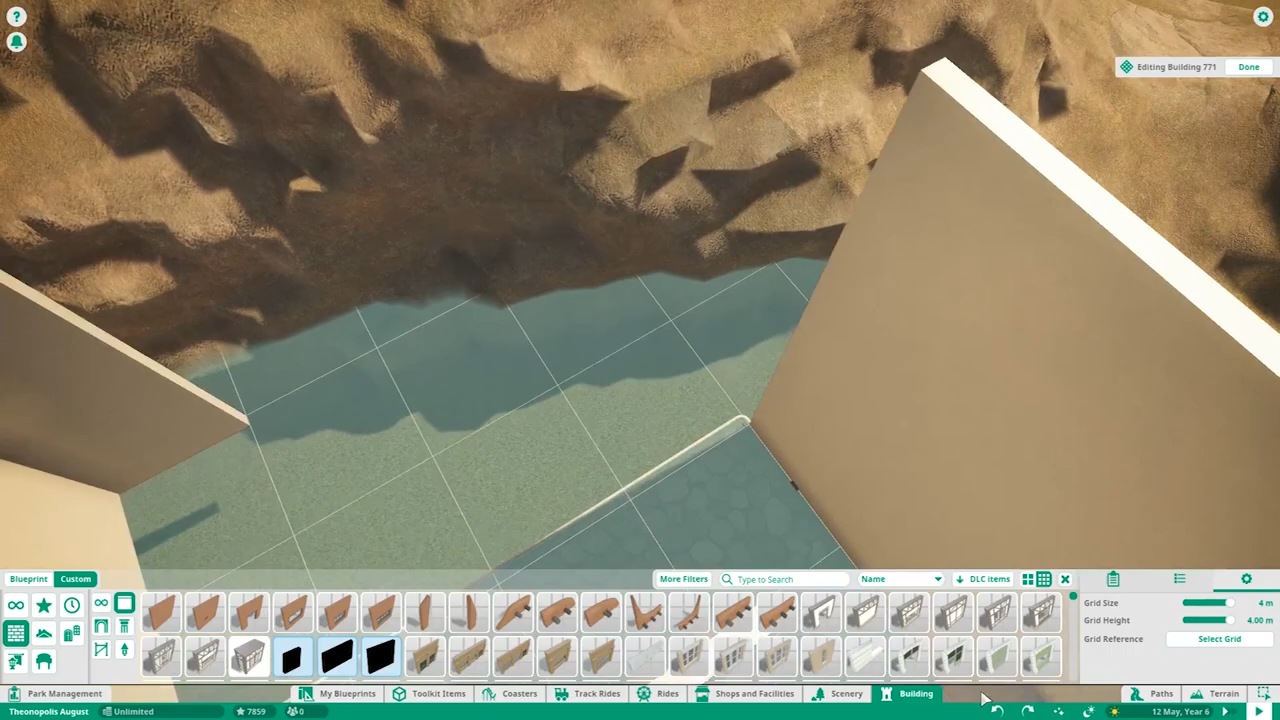 ?
Editing Building 771
Done
Blueprint
Custom
More Filters
Type to Search
Name
DLC items
Grid Size
4 m
Grid Height
4.00 m
Grid Reference
Select Grid
Park Management
My Blueprints
Toolkit Items
Coasters
Track Rides
Rides
Shops and Facilities
Scenery
Building
Paths
Terrain
Theonopolis August
Unlimited
7859
0
12 May, Year 6